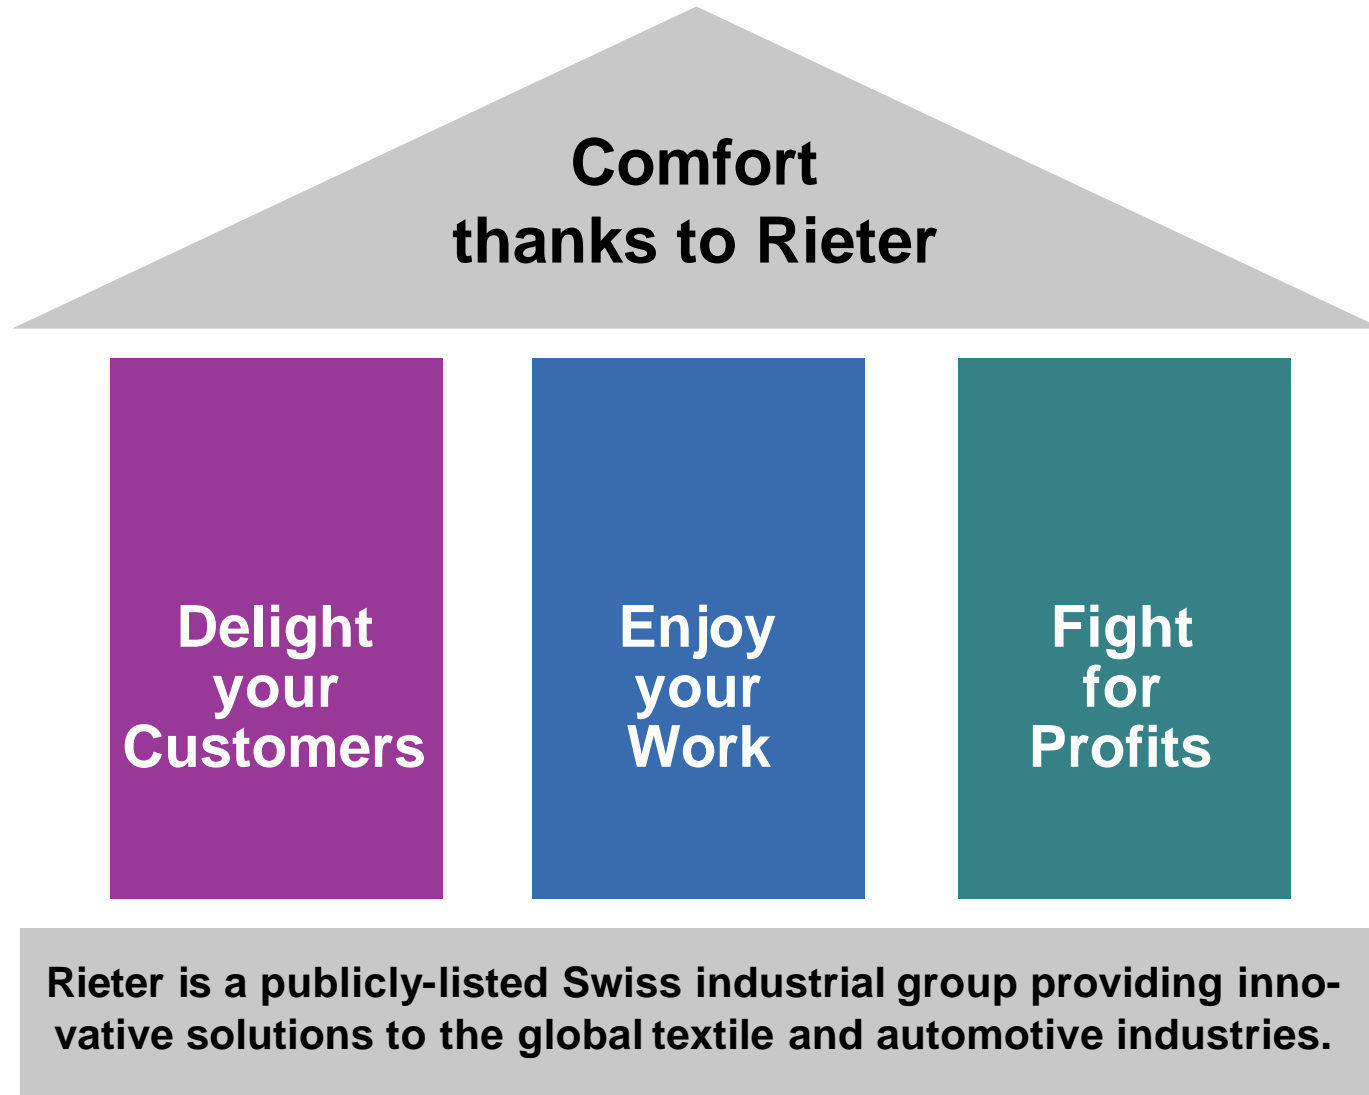 Comfort
thanks to Rieter
Delight
your
Customers
Enjoy
your
Work
Fight
for
Profits
Rieter is a publicly-listed Swiss industrial group providing inno-
vative solutions to the global textile and automotive industries.